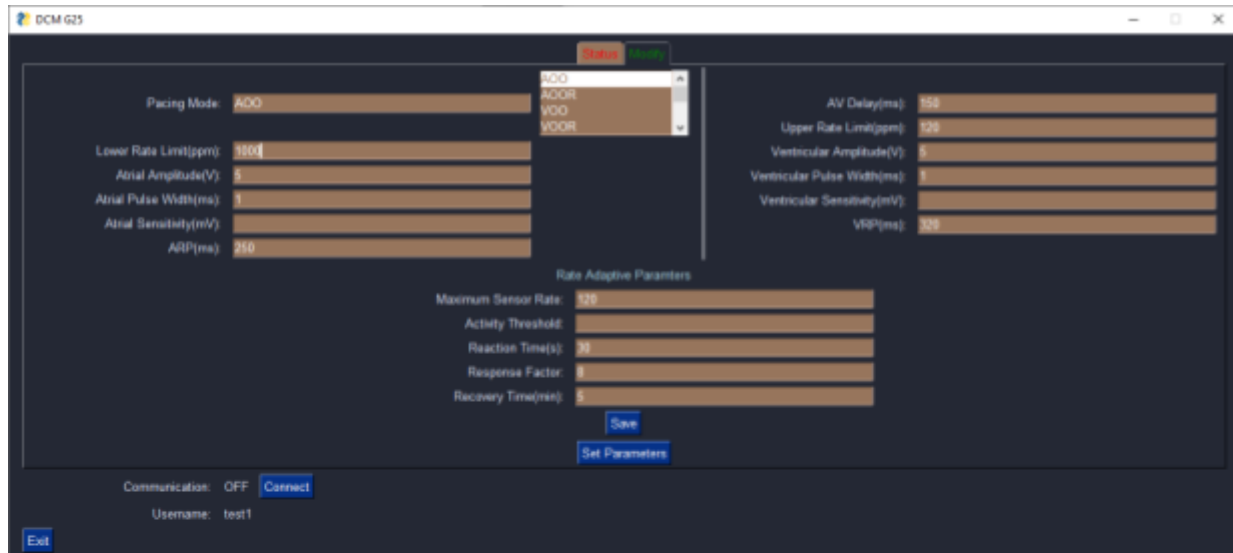 DCM G25
Status Modify
Pacing Mode: AOO
AOO
AOOR
VOO
VOOR
Lower Rate Limit(ppm): 1000
Atrial Amplitude(V): 5
Atrial Pulse Width(ms): 1
Atrial Sensitivity(mV):
ARP(ms): 250
AV Delay(ms): 150
Upper Rate Limit(ppm): 120
Ventricular Amplitude(V): 5
Ventricular Pulse Width(ms): 1
Ventricular Sensitivity(mV):
VRP(ms): 320
Rate Adaptive Paramters
Maximum Sensor Rate: 120
Activity Threshold:
Reaction Time(s): 30
Response Factor: 8
Recovery Time(min): 5
Save
Set Parameters
Communication: OFF Connect
Username: test1
Exit